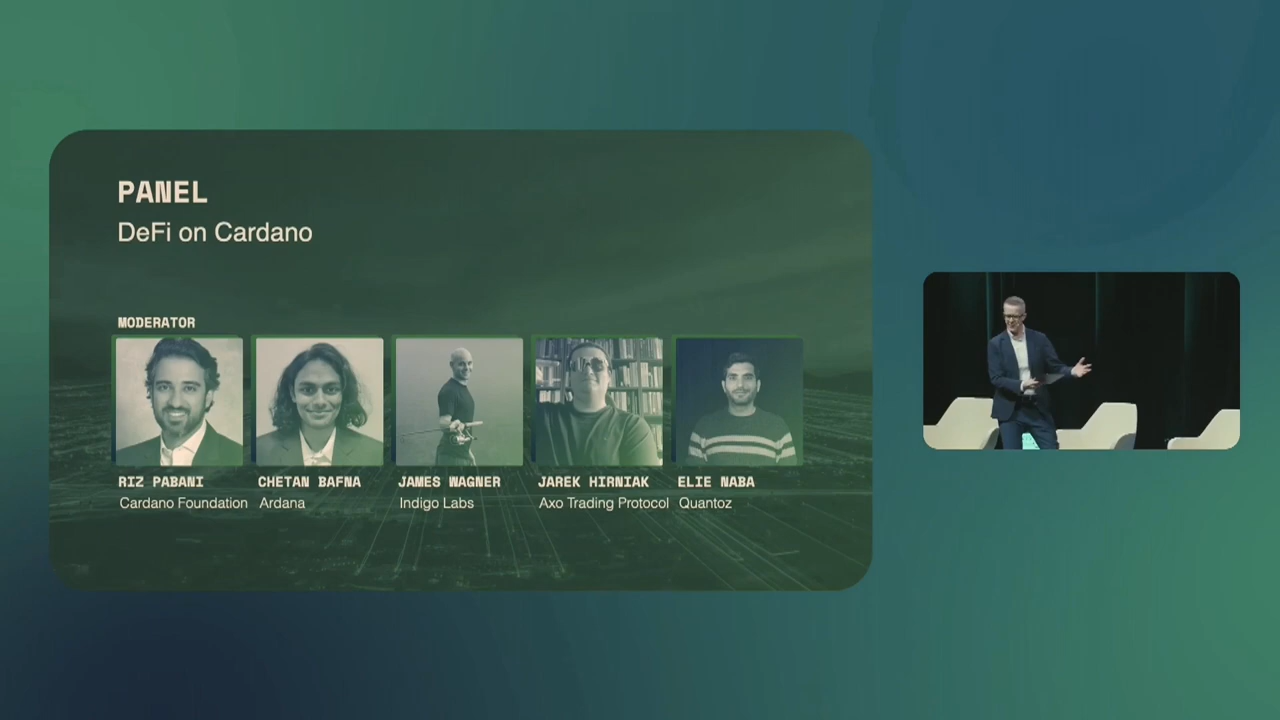 PANEL
DeFi on Cardano
MODERATOR
RIZ PABANI
Cardano Foundation
CHETAN BAFNA
Ardana
JAMES WAGNER
Indigo Labs
JAREK HIRNIAK
Axo Trading Protocol
ELIE NABA
Quantoz